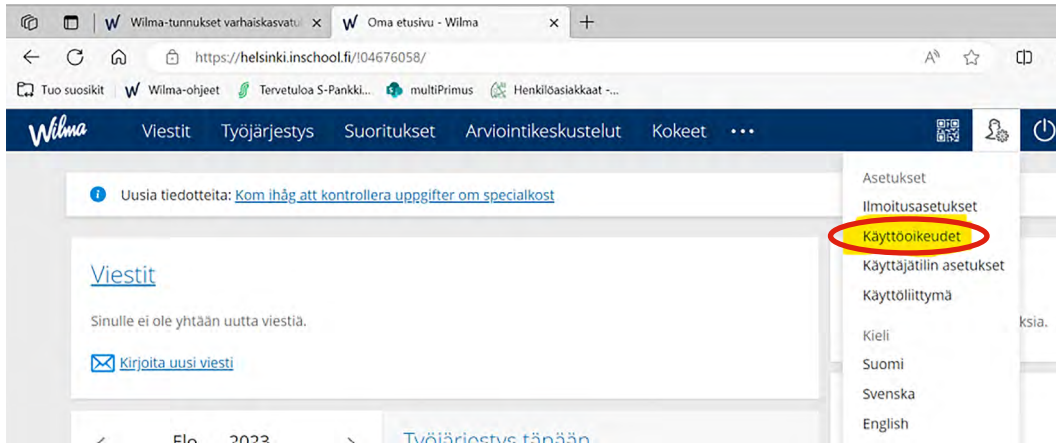 Wilma-tunnukset varhaiskasvatu
Oma etusivu - Wilma
https://helsinki.inschool.fi/!04676058/
Tuo suosikit
Wilma-ohjeet
Tervetuloa S-Pankki...
multiPrimus
Henkilöasiakkaat -...
Wilma
Viestit
Työjärjestys
Suoritukset
Arviointikeskustelut
Kokeet
Uusia tiedotteita: Kom ihåg att kontrollera uppgifter om specialkost
Viestit
Sinulle ei ole yhtään uutta viestiä.
Kirjoita uusi viesti
Elo
2023
Työjärjestys tänään
Asetukset
Ilmoitusasetukset
Käyttöoikeudet
Käyttäjätilin asetukset
Käyttöliittymä
ksia.
Kieli
Suomi
Svenska
English